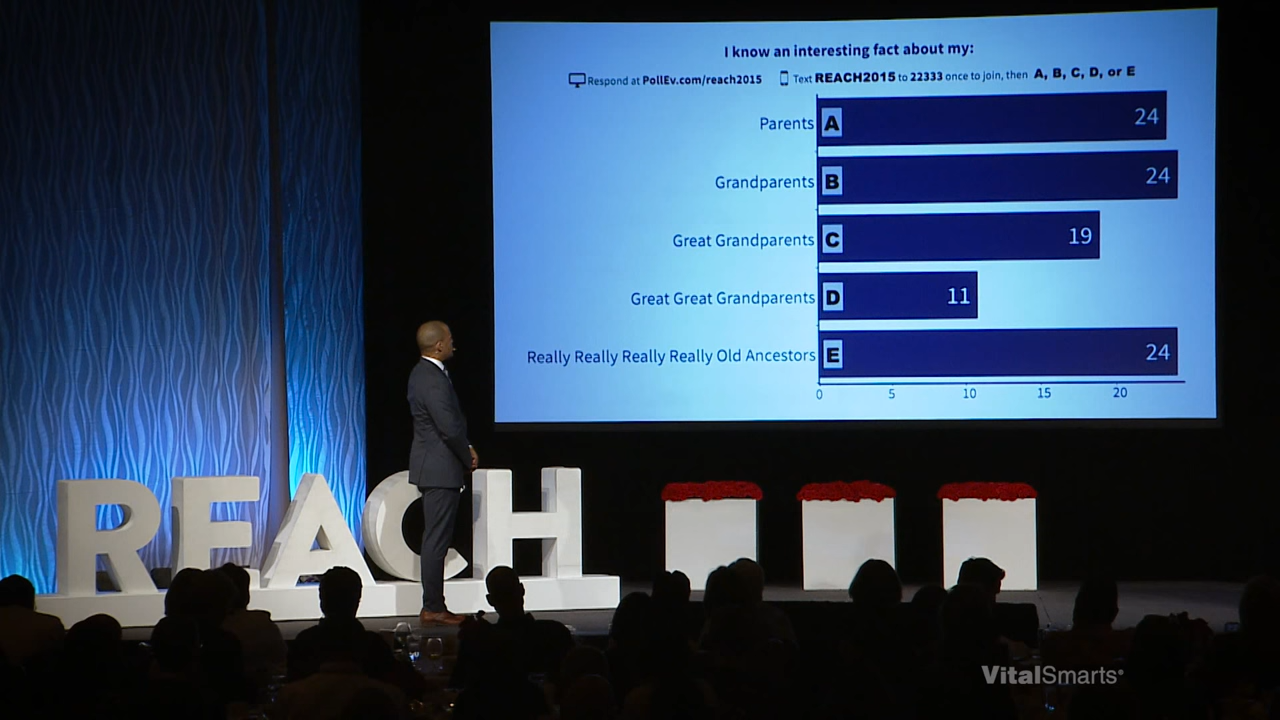 I know an interesting fact about my:
Respond at PollEv.com/reach2015 Text REACH2015 to 22333 once to join, then A, B, C, D, or E
Parents A 24
Grandparents B 24
Great Grandparents C 19
Great Great Grandparents D 11
Really Really Really Really Old Ancestors E 24
0 5 10 15 20
REACH
VitalSmarts